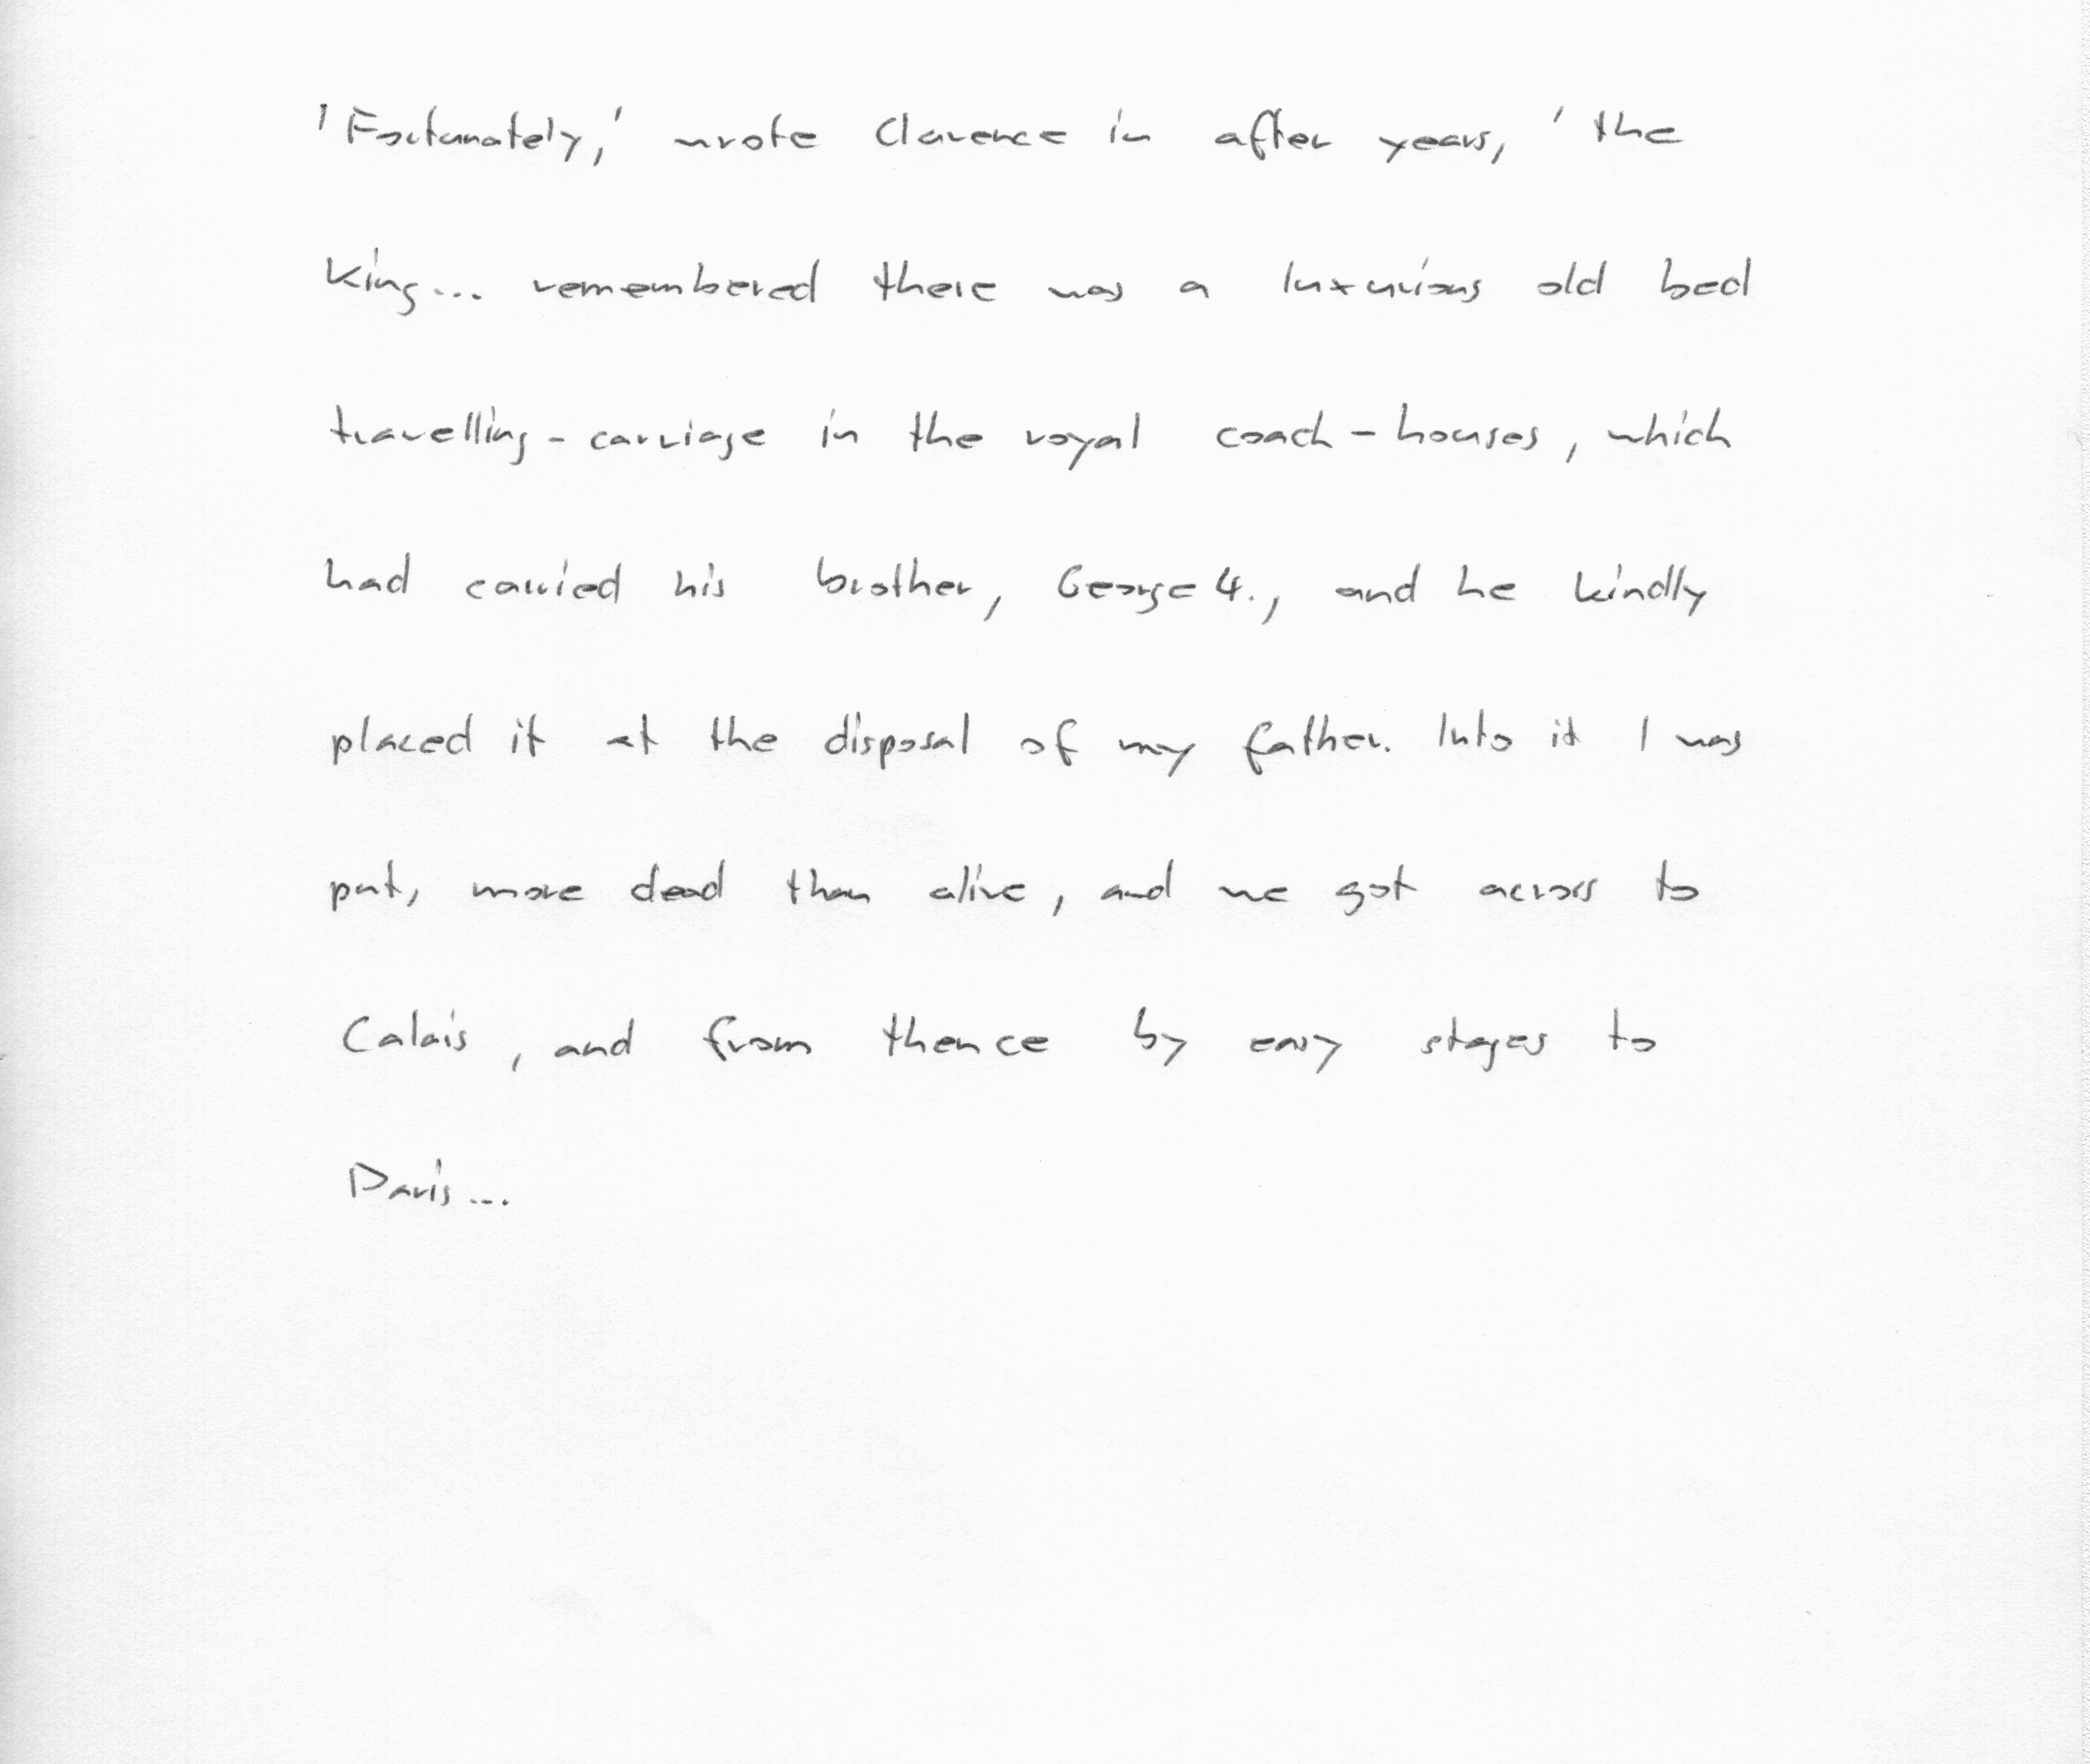 'Fortunately,' wrote Clarence in after years, 'the
King... remembered there was a luxurious old bed
travelling-carriage in the royal coach-houses, which
had carried his brother, George 4., and he kindly
placed it at the disposal of my father. Into it I was
put, more dead than alive, and we got across to
Calais, and from thence by easy stages to
Paris...